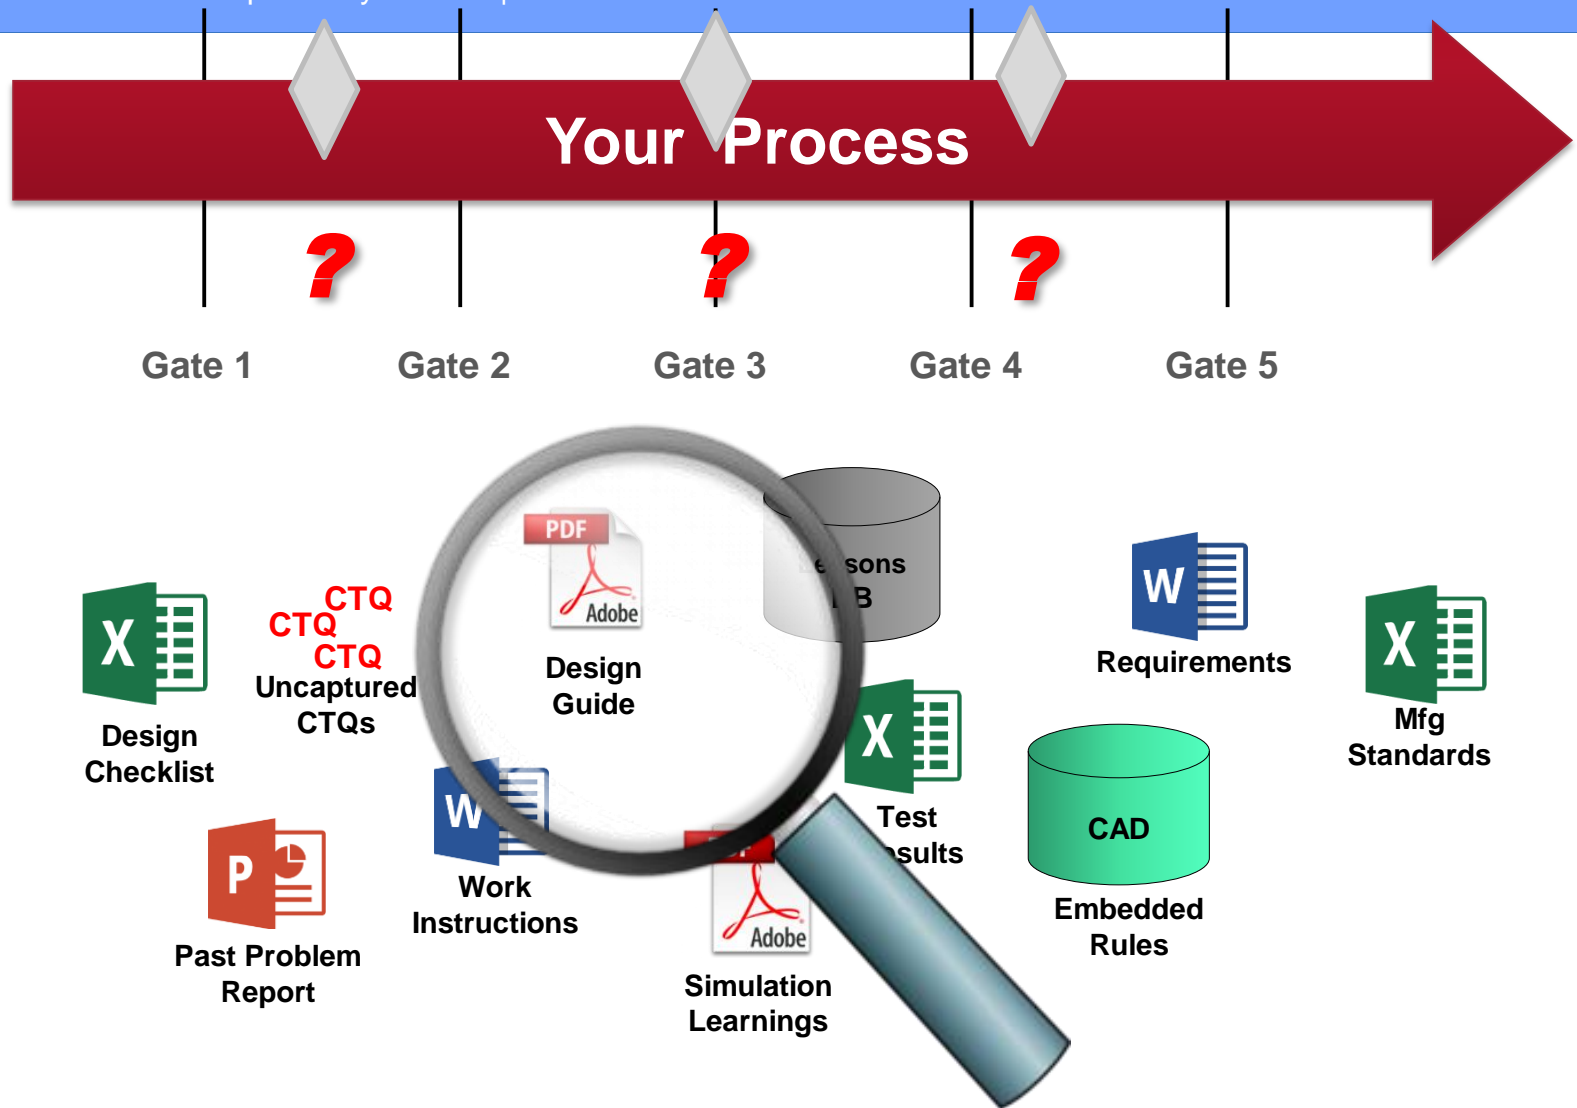 Your Process
?
?
?
Gate 1
Gate 2
Gate 3
Gate 4
Gate 5
PDF
Adobe
Design
Guide
DB
W
Requirements
X
Mfg
Standards
X
Design
Checklist
CTQ
CTQ
CTQ
Uncaptured
CTQs
X
Test
CAD
Embedded
Rules
W
Work
Instructions
P
Past Problem
Report
Adobe
Simulation
Learnings